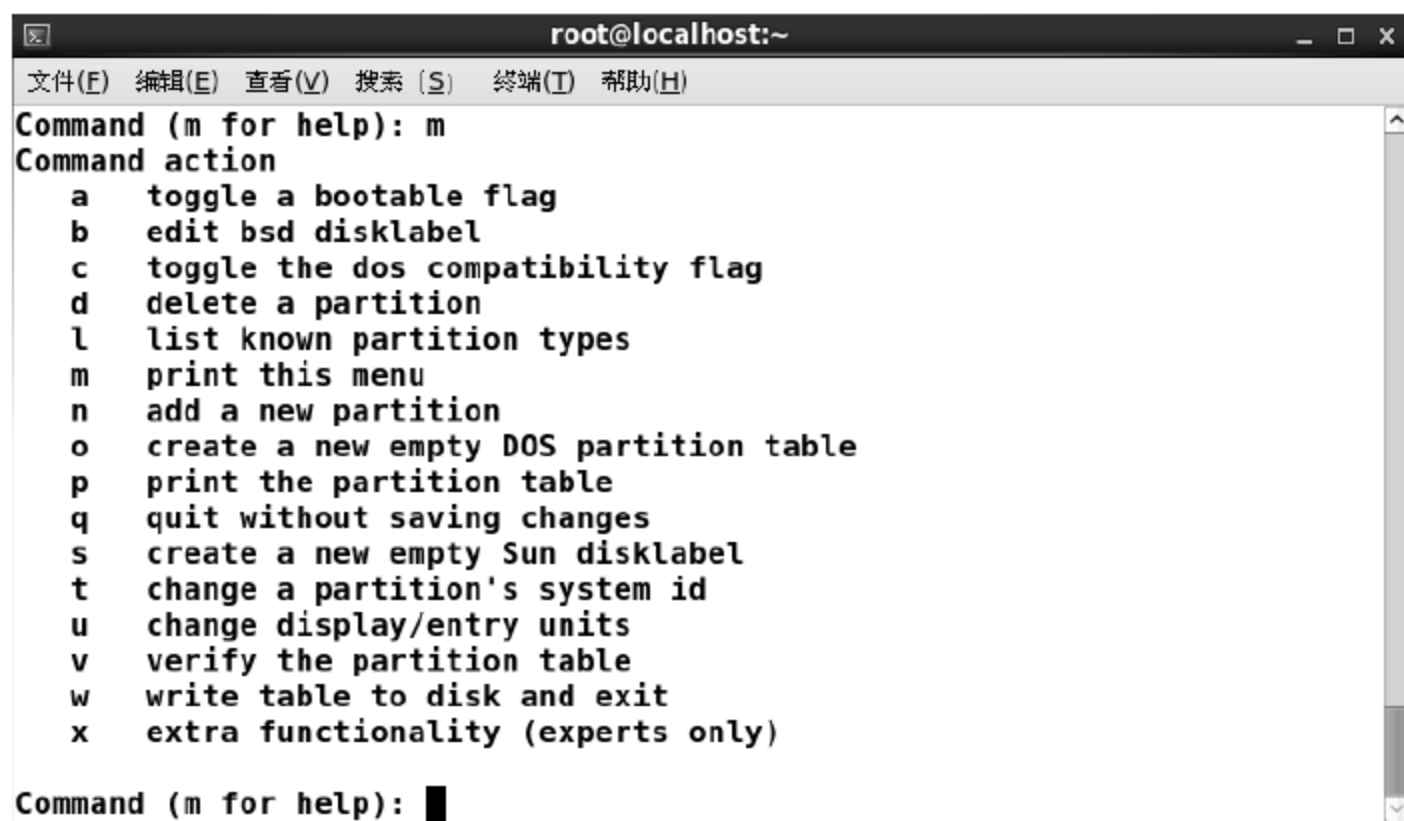 root@localhost:~
文件(F) 编辑(E) 查看(V) 搜索 (S) 终端(T) 帮助(H)
Command (m for help): m
Command action
   a   toggle a bootable flag
   b   edit bsd disklabel
   c   toggle the dos compatibility flag
   d   delete a partition
   l   list known partition types
   m   print this menu
   n   add a new partition
   o   create a new empty DOS partition table
   p   print the partition table
   q   quit without saving changes
   s   create a new empty Sun disklabel
   t   change a partition's system id
   u   change display/entry units
   v   verify the partition table
   w   write table to disk and exit
   x   extra functionality (experts only)
Command (m for help):